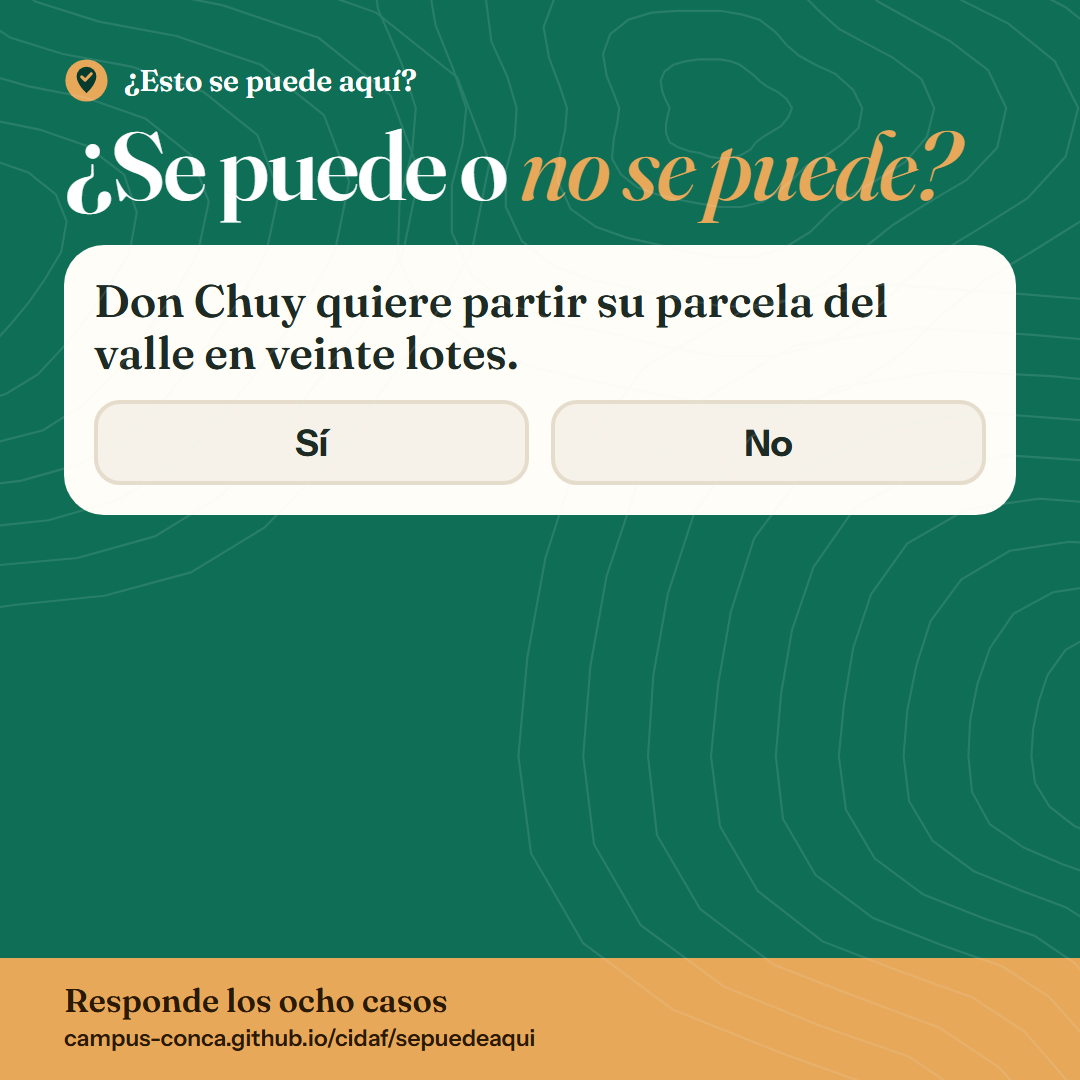 ¿Esto se puede aquí?
¿Se puede o no se puede?
Don Chuy quiere partir su parcela del
valle en veinte lotes.
Sí
No
Responde los ocho casos
campus-conca.github.io/cidaf/sepuedeaqui